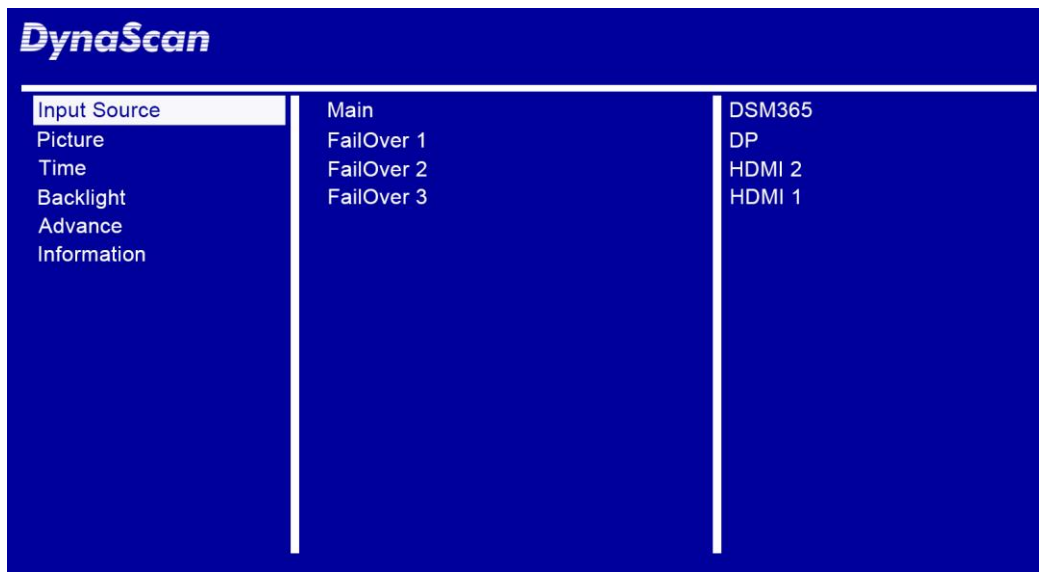 DynaScan
Input Source
Picture
Time
Backlight
Advance
Information
Main
FailOver 1
FailOver 2
FailOver 3
DSM365
DP
HDMI 2
HDMI 1